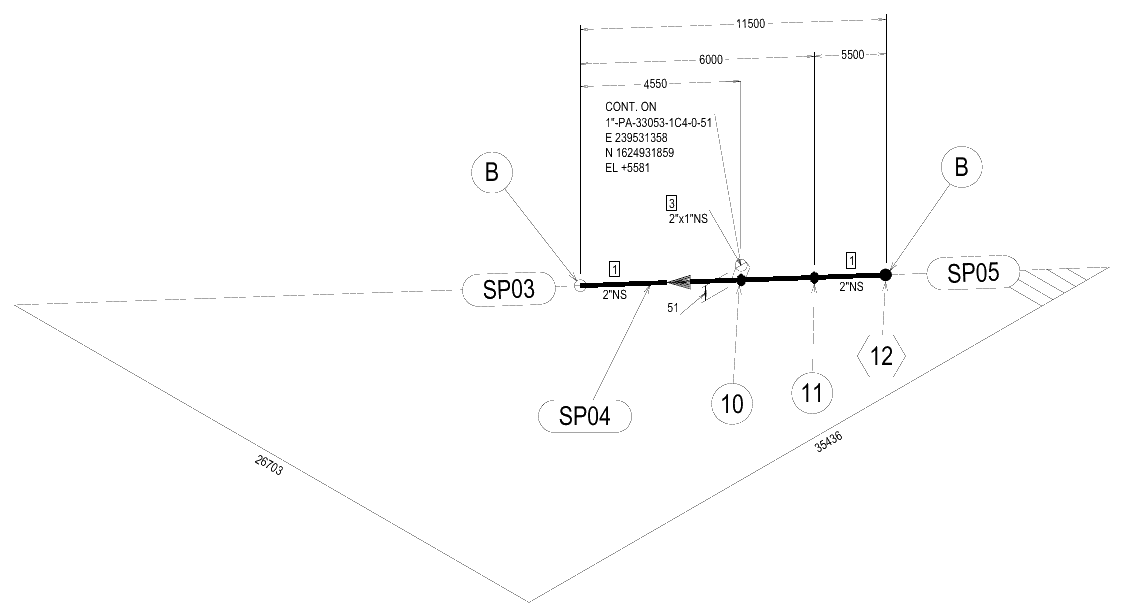 11500
6000
5500
4550
CONT. ON
1"-PA-33053-1C4-0-51
E 239531358
N 1624931859
EL +5581
B
B
3
2"x1"NS
1
1
SP03
2"NS
2"NS
SP05
51
12
SP04
10
11
35436
26703